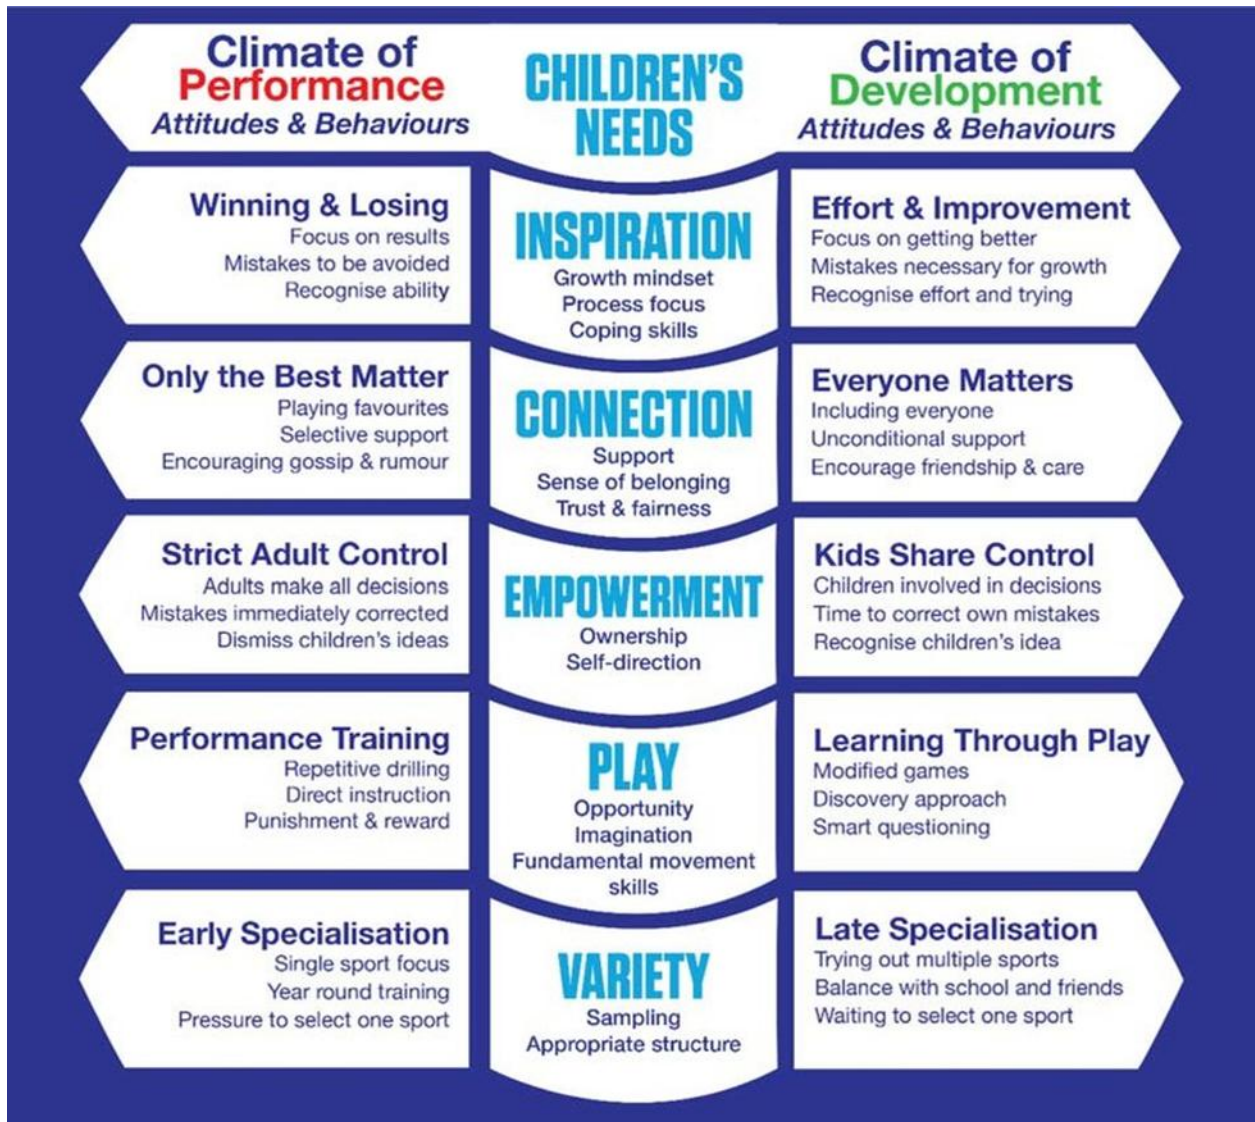 Climate of
Performance
Attitudes & Behaviours
CHILDREN'S
NEEDS
Climate of
Development
Attitudes & Behaviours
Winning & Losing
Focus on results
Mistakes to be avoided
Recognise ability
INSPIRATION
Growth mindset
Process focus
Coping skills
Effort & Improvement
Focus on getting better
Mistakes necessary for growth
Recognise effort and trying
Only the Best Matter
Playing favourites
Selective support
Encouraging gossip & rumour
CONNECTION
Support
Sense of belonging
Trust & fairness
Everyone Matters
Including everyone
Unconditional support
Encourage friendship & care
Strict Adult Control
Adults make all decisions
Mistakes immediately corrected
Dismiss children's ideas
EMPOWERMENT
Ownership
Self-direction
Kids Share Control
Children involved in decisions
Time to correct own mistakes
Recognise children's idea
Performance Training
Repetitive drilling
Direct instruction
Punishment & reward
PLAY
Opportunity
Imagination
Fundamental movement
skills
Learning Through Play
Modified games
Discovery approach
Smart questioning
Early Specialisation
Single sport focus
Year round training
Pressure to select one sport
VARIETY
Sampling
Appropriate structure
Late Specialisation
Trying out multiple sports
Balance with school and friends
Waiting to select one sport